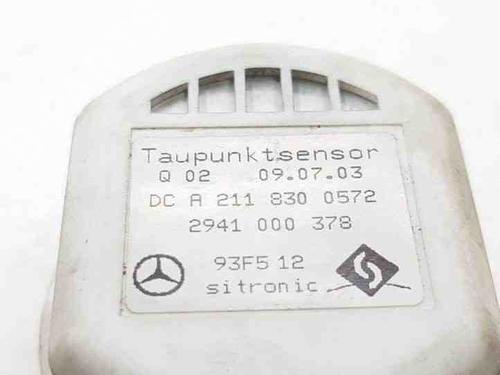 Taupunktsensor
Q 02 09.07.03
DC A 211 830 0572
2941 000 378
93F5 12
sitronic